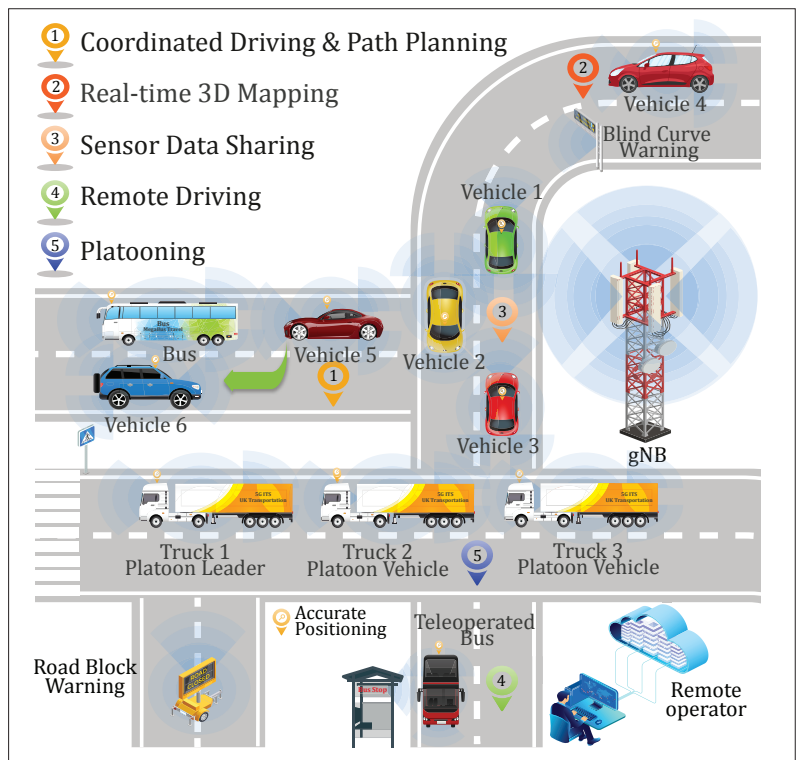 1 Coordinated Driving & Path Planning
2 Real-time 3D Mapping
3 Sensor Data Sharing
4 Remote Driving
5 Platooning
2
Vehicle 4
Blind Curve
Warning
Vehicle 1
Bus
Megabus Travel
Bus
Vehicle 5
Vehicle 2
3
1
Vehicle 6
Vehicle 3
gNB
5G ITS
UK Transportation
5G ITS
UK Transportation
5G ITS
UK Transportation
Truck 1
Platoon Leader
Truck 2
Platoon Vehicle
5
Truck 3
Platoon Vehicle
Accurate
Positioning
Teleoperated
Bus
Road Block
Warning
ROAD
CLOSED
Bus Stop
4
Remote
operator